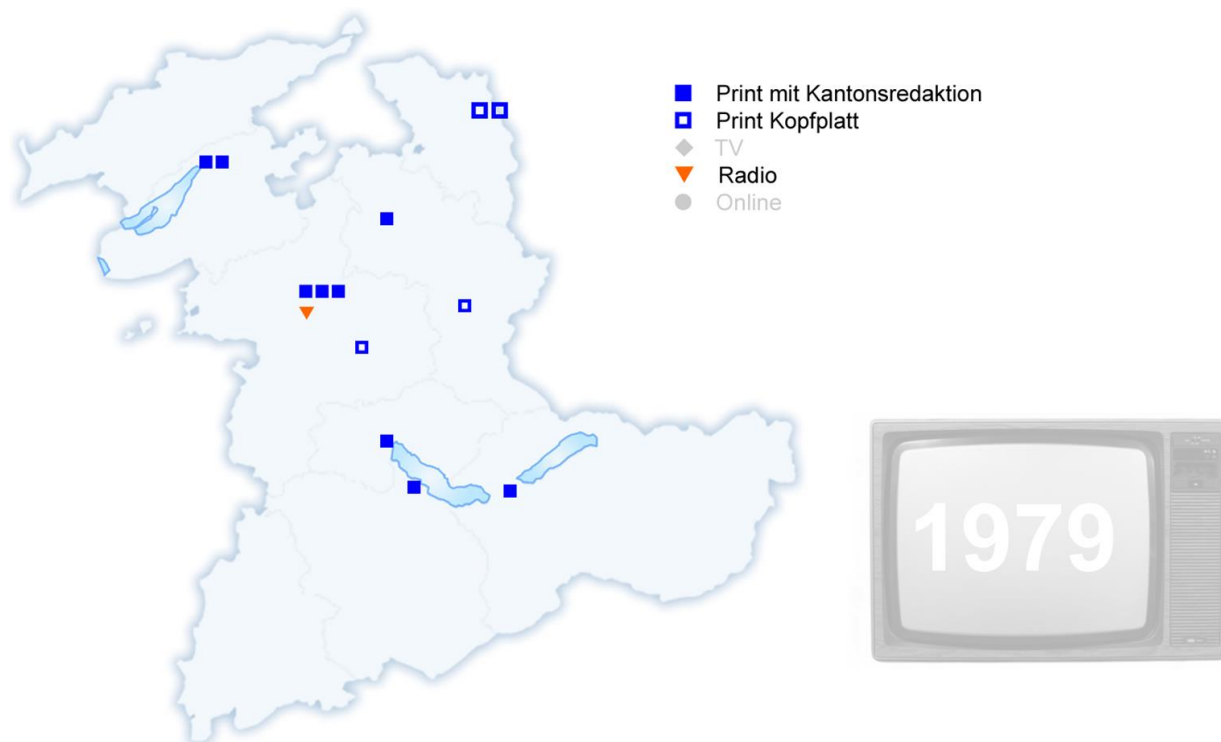 Print mit Kantonsredaktion
Print Kopfplatt
TV
Radio
Online
1979